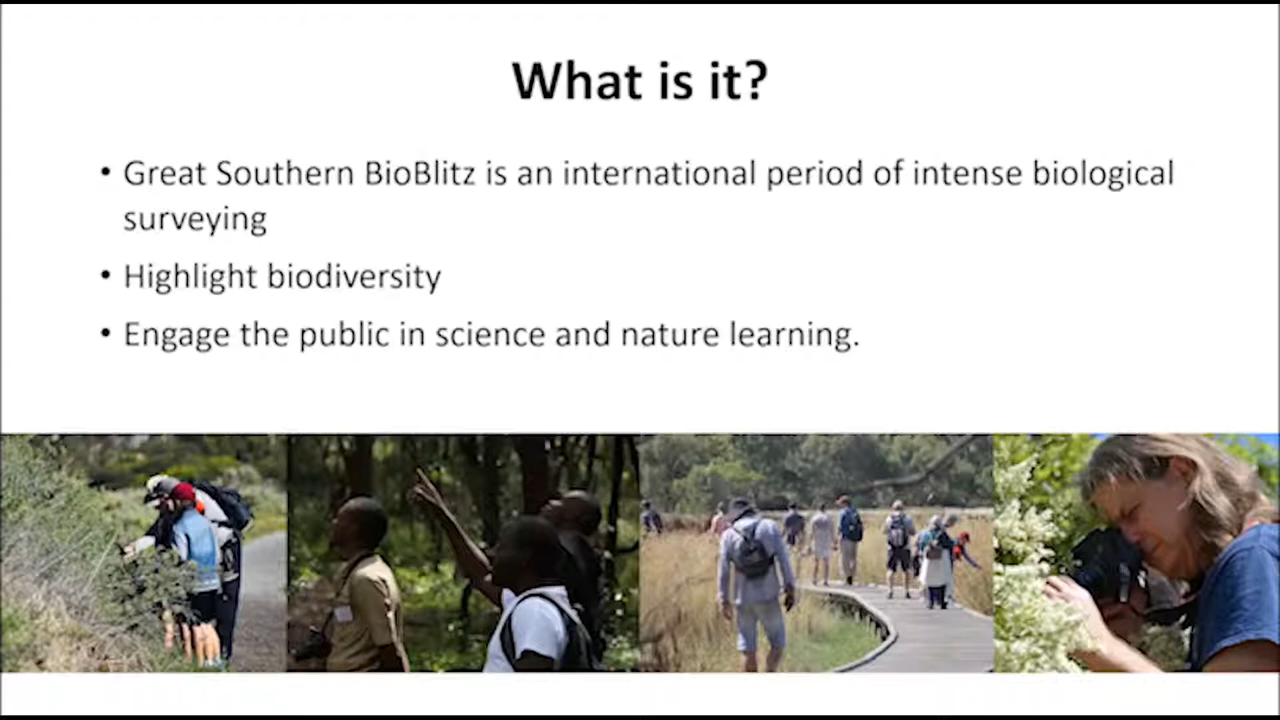 What is it?
• Great Southern BioBlitz is an international period of intense biological
surveying
• Highlight biodiversity
• Engage the public in science and nature learning.